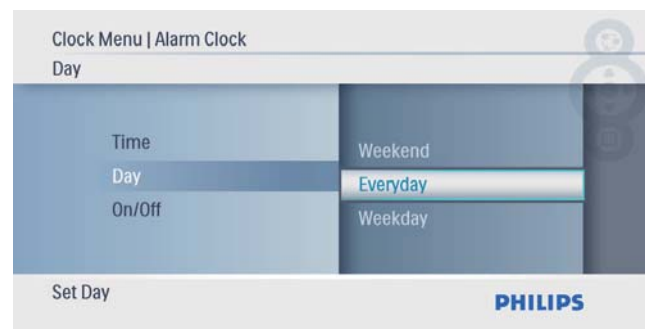 Clock Menu | Alarm Clock
Day
Time
Day
On/Off
Weekend
Everyday
Weekday
Set Day
PHILIPS